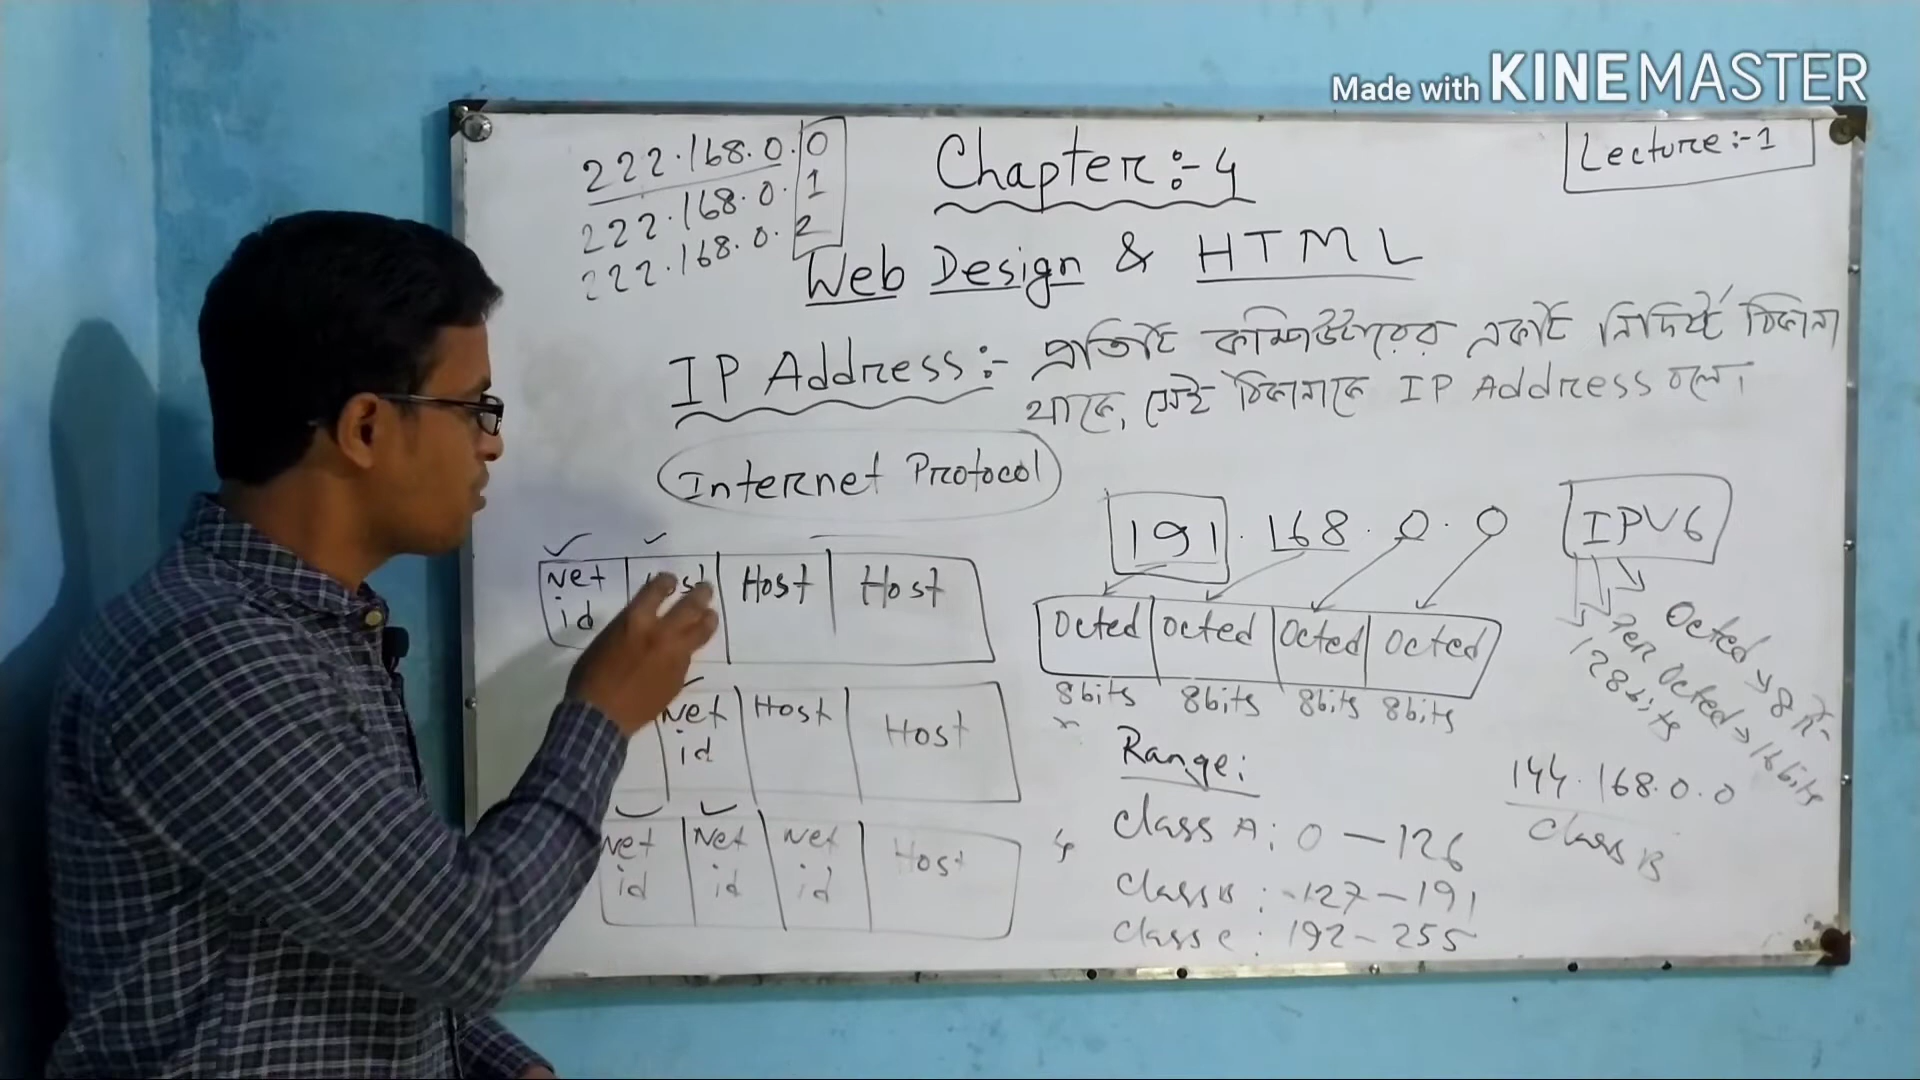 Made with KINEMASTER
Lecture:-1
222.168.0.0
222.168.0.1
222.168.0.2
Chapter:-4
Web Design & HTML
IP Address:- প্রতিটি কম্পিউটারের একটি নির্দিষ্ট ঠিকানা
থাকে, সেই ঠিকানাকে IP Address বলে।
Internet Protocol
191.168.0.0
IPV6
Net id Host Host Host
Octed Octed Octed Octed
8bits 8bits 8bits 8bits
Octed → 8 টি
Per Octed → 16bits
128bits
Net id Host Host
Range:
Class A: 0-126
Class B: 127-191
Class C: 192-255
144.168.0.0
Class B
Net id Net id Net id Host